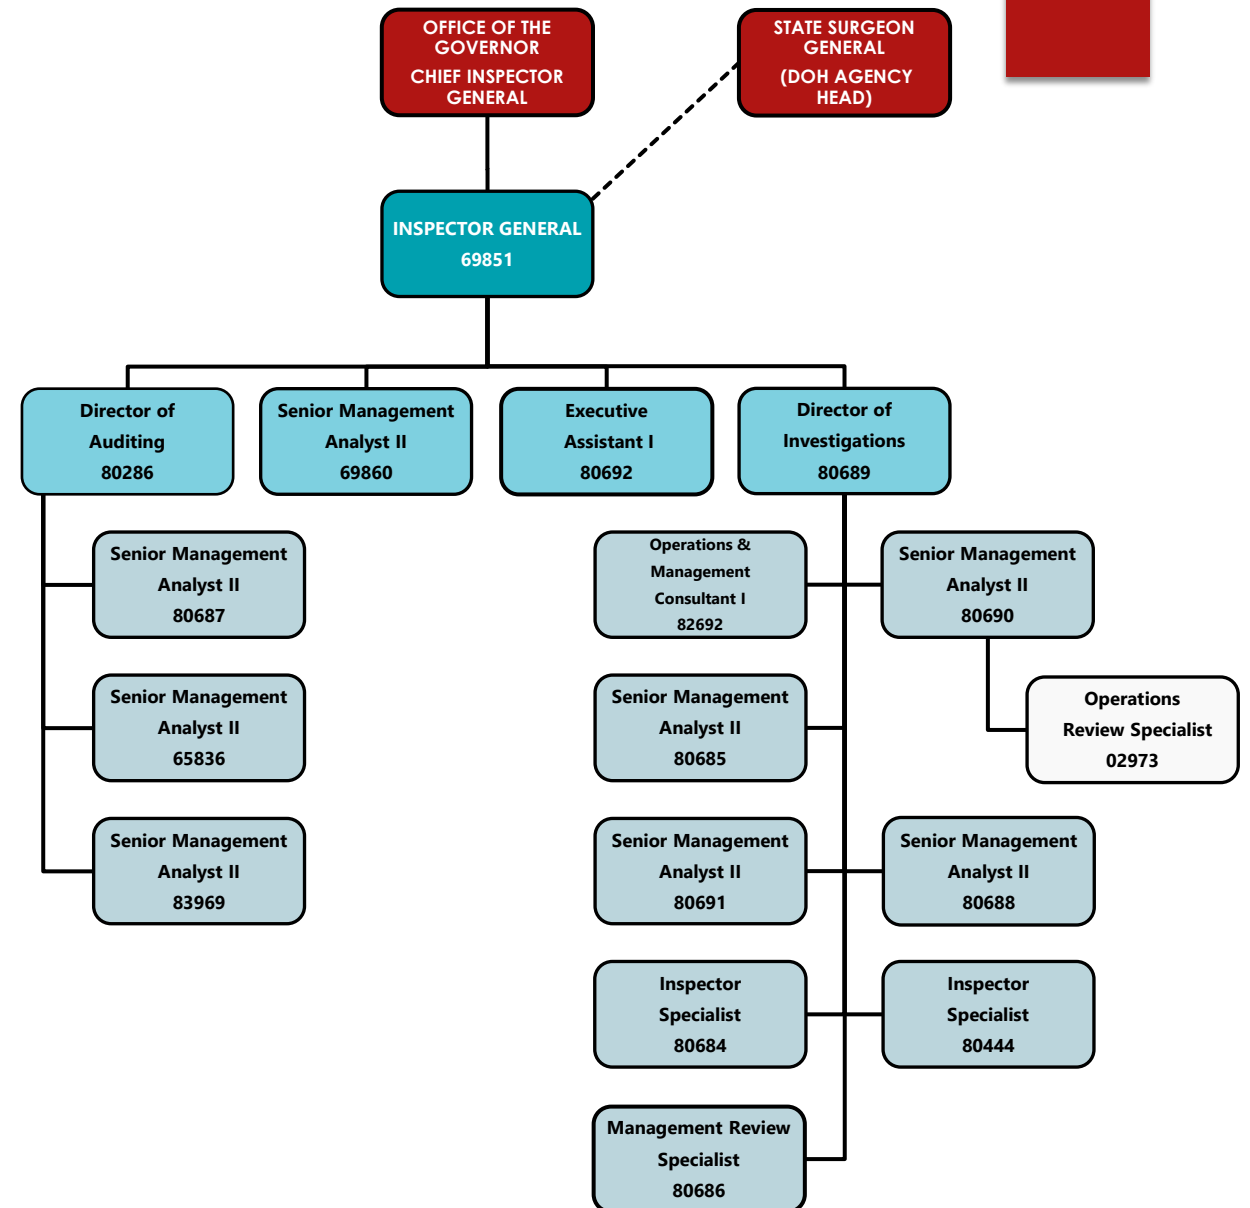 OFFICE OF THE
GOVERNOR
CHIEF INSPECTOR
GENERAL
STATE SURGEON
GENERAL
(DOH AGENCY
HEAD)
INSPECTOR GENERAL
69851
Director of
Auditing
80286
Senior Management
Analyst II
69860
Executive
Assistant I
80692
Director of
Investigations
80689
Senior Management
Analyst II
80687
Operations &
Management
Consultant I
82692
Senior Management
Analyst II
80690
Senior Management
Analyst II
65836
Senior Management
Analyst II
80685
Operations
Review Specialist
02973
Senior Management
Analyst II
83969
Senior Management
Analyst II
80691
Senior Management
Analyst II
80688
Inspector
Specialist
80684
Inspector
Specialist
80444
Management Review
Specialist
80686